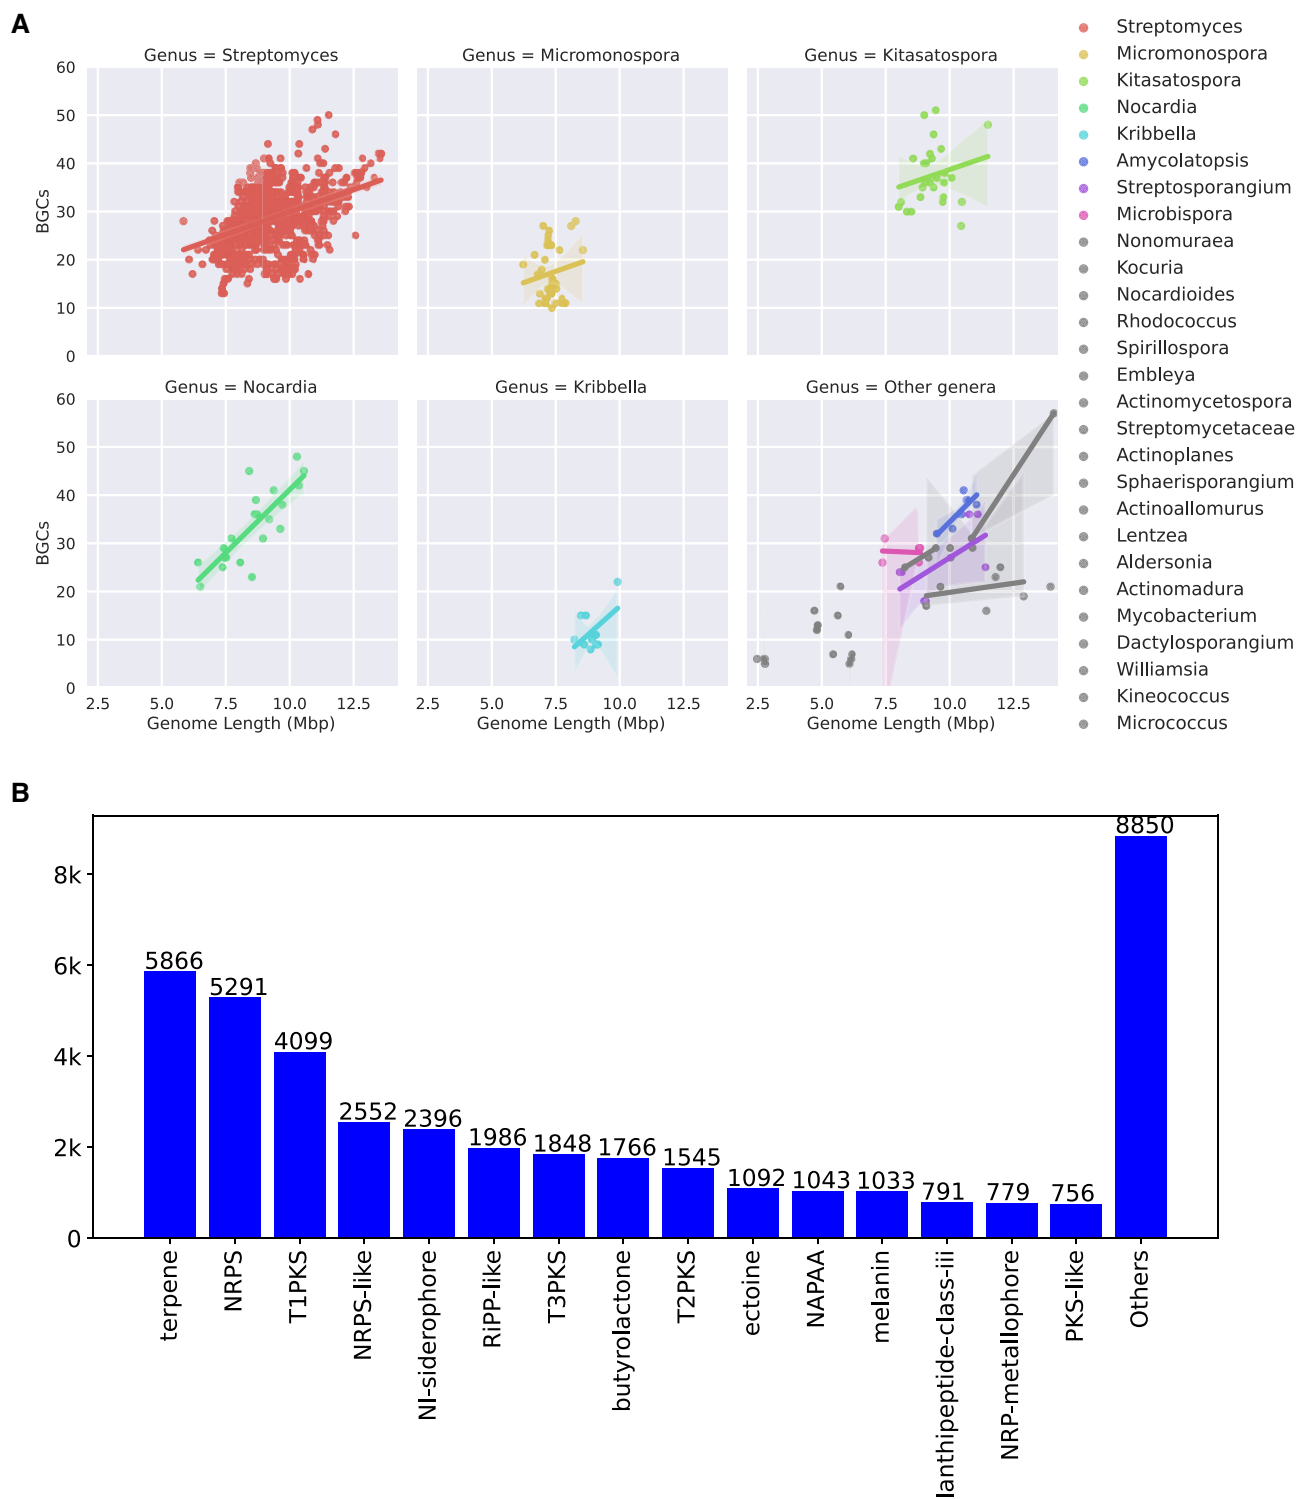 A
Genus = Streptomyces
Genus = Micromonospora
Genus = Kitasatospora
60
50
40
30
20
10
0
BGCs
Genus = Nocardia
Genus = Kribbella
Genus = Other genera
60
50
40
30
20
10
0
BGCs
2.5 5.0 7.5 10.0 12.5
2.5 5.0 7.5 10.0 12.5
2.5 5.0 7.5 10.0 12.5
Genome Length (Mbp)
Genome Length (Mbp)
Genome Length (Mbp)
Streptomyces
Micromonospora
Kitasatospora
Nocardia
Kribbella
Amycolatopsis
Streptosporangium
Microbispora
Nonomuraea
Kocuria
Nocardioides
Rhodococcus
Spirillospora
Embleya
Actinomycetospora
Streptomycetaceae
Actinoplanes
Sphaerisporangium
Actinoallomurus
Lentzea
Aldersonia
Actinomadura
Mycobacterium
Dactylosporangium
Williamsia
Kineococcus
Micrococcus
B
8k
6k
4k
2k
0
5866
5291
4099
2552
2396
1986
1848
1766
1545
1092
1043
1033
791
779
756
8850
terpene
NRPS
T1PKS
NRPS-like
NI-siderophore
RiPP-like
T3PKS
butyrolactone
T2PKS
ectoine
NAPAA
melanin
lanthipeptide-class-iii
NRP-metallophore
PKS-like
Others